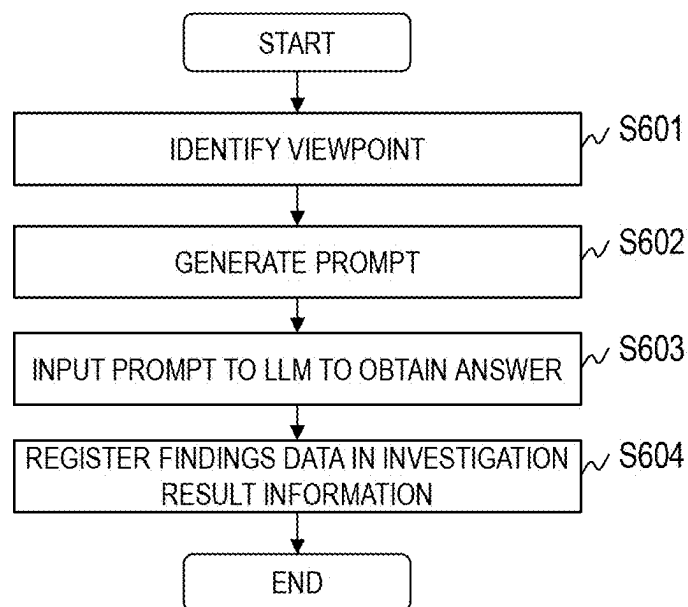 START
IDENTIFY VIEWPOINT
S601
GENERATE PROMPT
S602
INPUT PROMPT TO LLM TO OBTAIN ANSWER
S603
REGISTER FINDINGS DATA IN INVESTIGATION
RESULT INFORMATION
S604
END